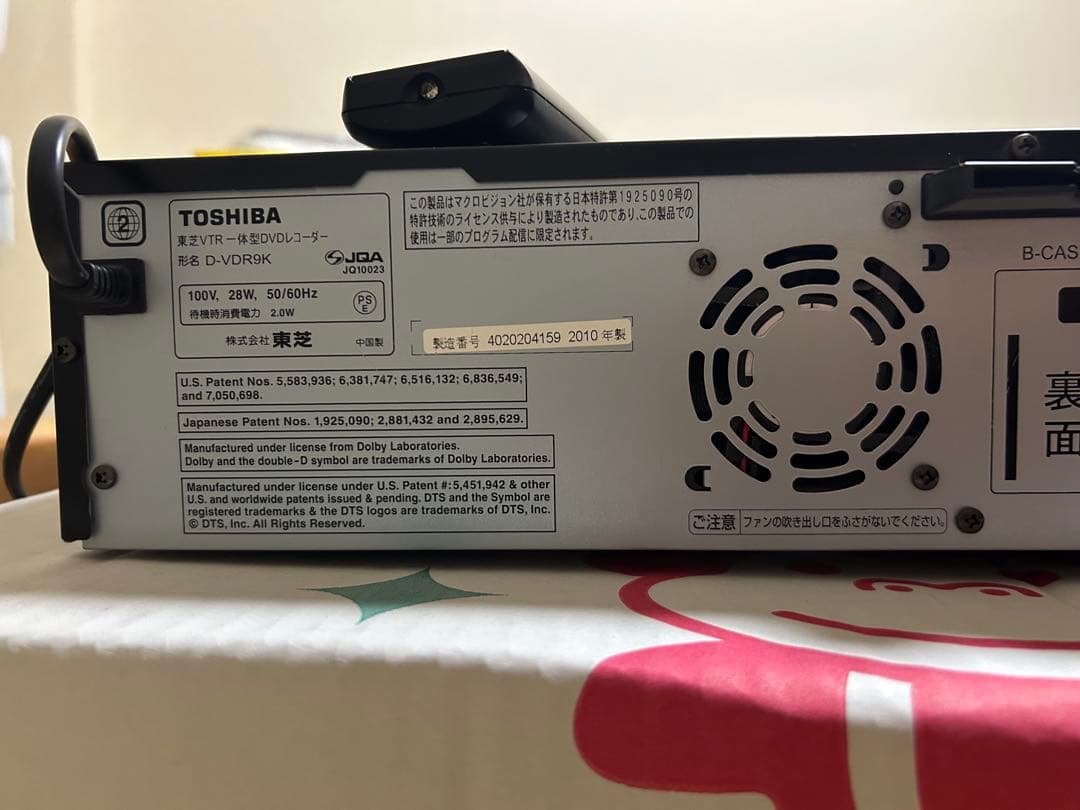 2
TOSHIBA
東芝VTR一体型DVDレコーダー
形名 D-VDR9K
JQA
JQ10023
100V, 28W, 50/60Hz
待機時消費電力 2.0W
PS
E
株式会社 東芝 中国製
この製品はマクロビジョン社が保有する日本特許第1925090号の
特許技術のライセンス供与により製造されたものであり、この製品での
使用は一部のプログラム配信に限定されます。
製造番号 4020204159 2010年製
U.S. Patent Nos. 5,583,936; 6,381,747; 6,516,132; 6,836,549;
and 7,050,698.
Japanese Patent Nos. 1,925,090; 2,881,432 and 2,895,629.
Manufactured under license from Dolby Laboratories.
Dolby and the double-D symbol are trademarks of Dolby Laboratories.
Manufactured under license under U.S. Patent #:5,451,942 & other
U.S. and worldwide patents issued & pending. DTS and the Symbol are
registered trademarks & the DTS logos are trademarks of DTS, Inc.
© DTS, Inc. All Rights Reserved.
ご注意 ファンの吹き出し口をふさがないでください。
B-CAS
裏
面